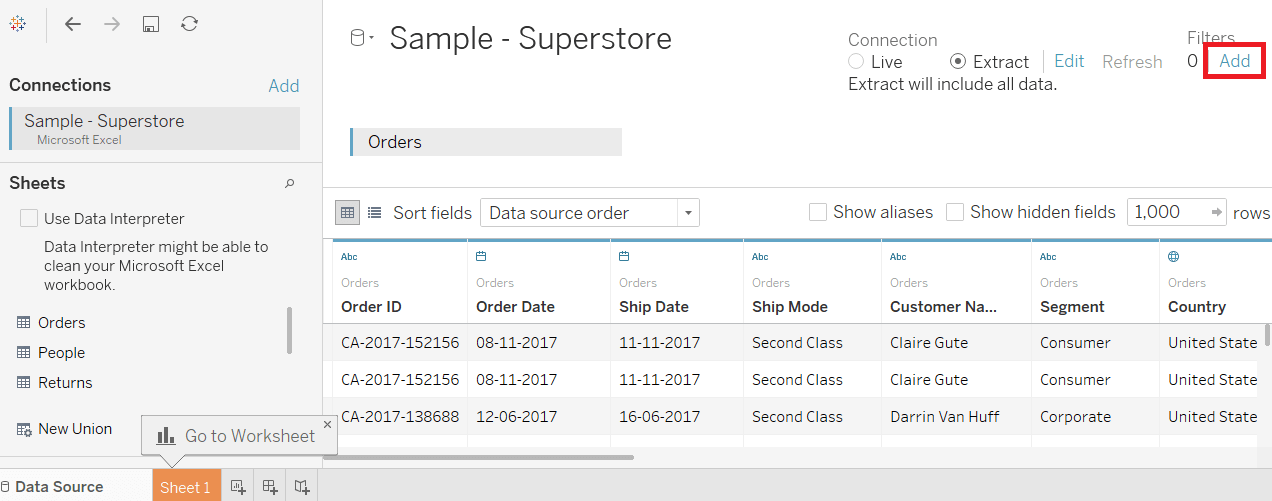 Sample - Superstore
Connection
Live Extract Edit Refresh
Extract will include all data.
Filters
0 Add
Connections Add
Sample - Superstore
Microsoft Excel
Orders
Sheets
Use Data Interpreter
Data Interpreter might be able to
clean your Microsoft Excel
workbook.
Orders
People
Returns
New Union
Go to Worksheet
Sort fields Data source order Show aliases Show hidden fields 1,000 rows
Abc Abc Abc Abc
Orders Orders Orders Orders Orders Orders Orders
Order ID Order Date Ship Date Ship Mode Customer Na... Segment Country
CA-2017-152156 08-11-2017 11-11-2017 Second Class Claire Gute Consumer United State
CA-2017-152156 08-11-2017 11-11-2017 Second Class Claire Gute Consumer United State
CA-2017-138688 12-06-2017 16-06-2017 Second Class Darrin Van Huff Corporate United State
Data Source Sheet 1